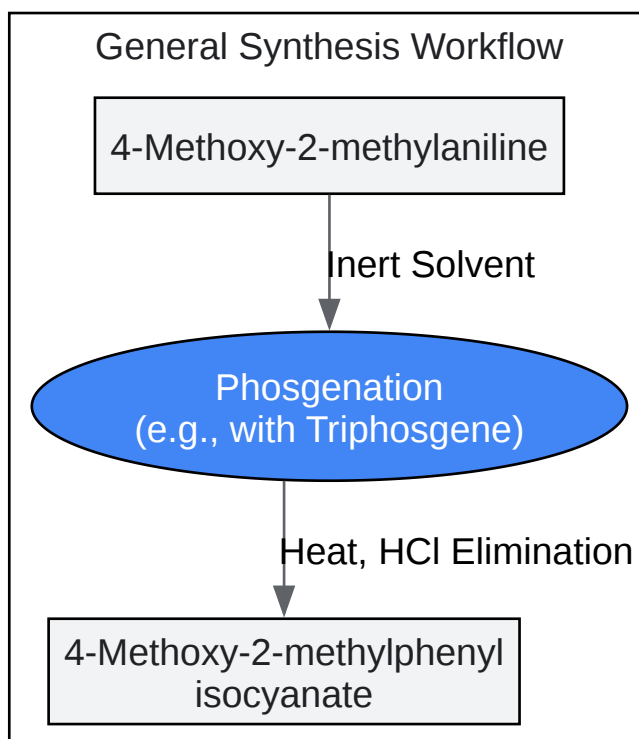 General Synthesis Workflow
4-Methoxy-2-methylaniline
Inert Solvent
Phosgenation
(e.g., with Triphosgene)
Heat, HCl Elimination
4-Methoxy-2-methylphenyl
isocyanate